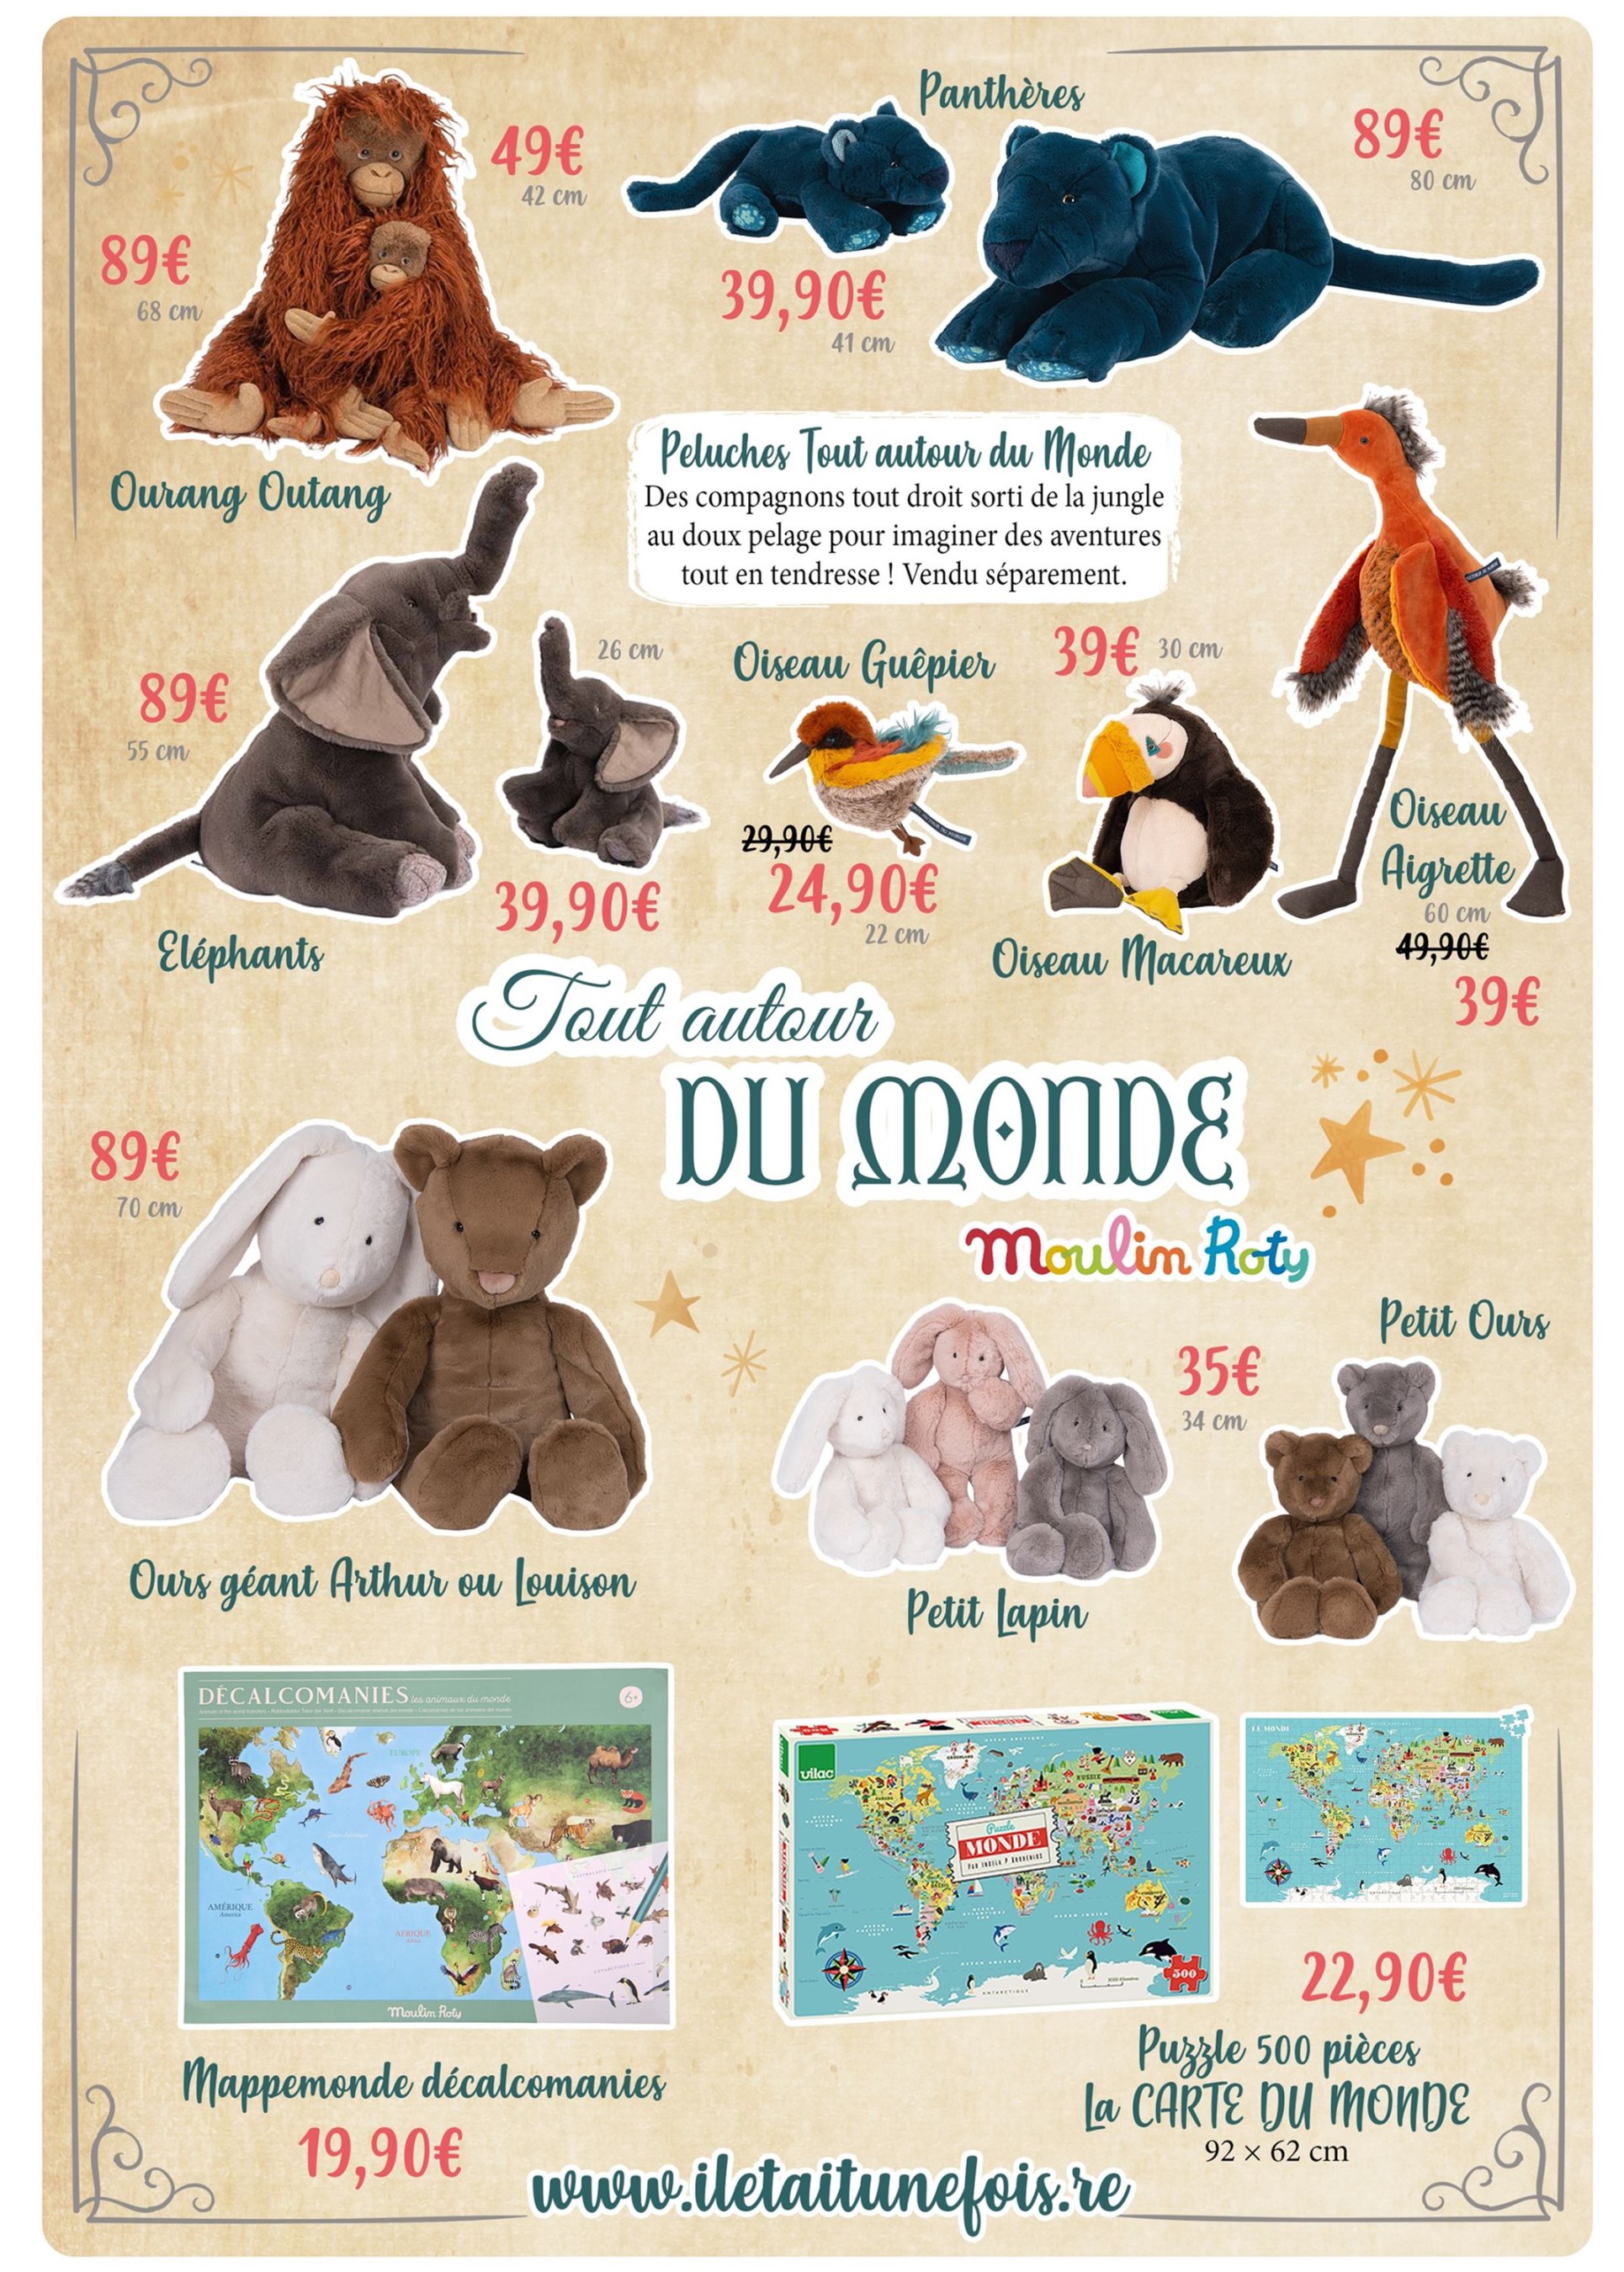 Panthères
49€
42 cm
89€
80 cm
89€
68 cm
39,90€
41 cm
Ourang Outang
Peluches Tout autour du Monde
Des compagnons tout droit sorti de la jungle
au doux pelage pour imaginer des aventures
tout en tendresse ! Vendu séparement.
89€
55 cm
26 cm
39,90€
Eléphants
Oiseau Guêpier
29,90€
24,90€
22 cm
39€ 30 cm
Oiseau Macareux
Oiseau
Aigrette
60 cm
49,90€
39€
Tout autour
DU MONDE
Moulin Roty
89€
70 cm
Ours géant Arthur ou Louison
35€
34 cm
Petit Lapin
Petit Ours
DÉCALCOMANIES les animaux du monde
6+
EUROPE
AMÉRIQUE
America
AFRIQUE
Africa
Moulin Roty
Mappemonde décalcomanies
19,90€
vilac
RUSSIE
Puzzle
MONDE
ANTARCTIQUE
500
LE MONDE
22,90€
Puzzle 500 pièces
La CARTE DU MONDE
92 × 62 cm
www.iletaitunefois.re